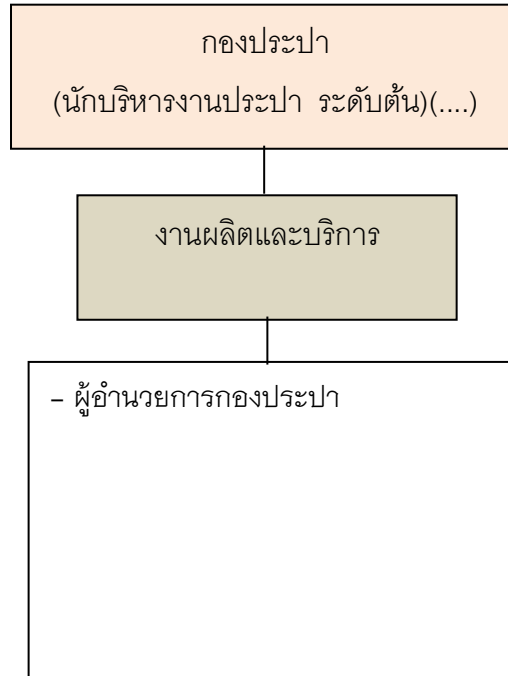 กองประปา
(นักบริหารงานประปา ระดับต้น)(....)
งานผลิตและบริการ
– ผู้อำนวยการกองประปา